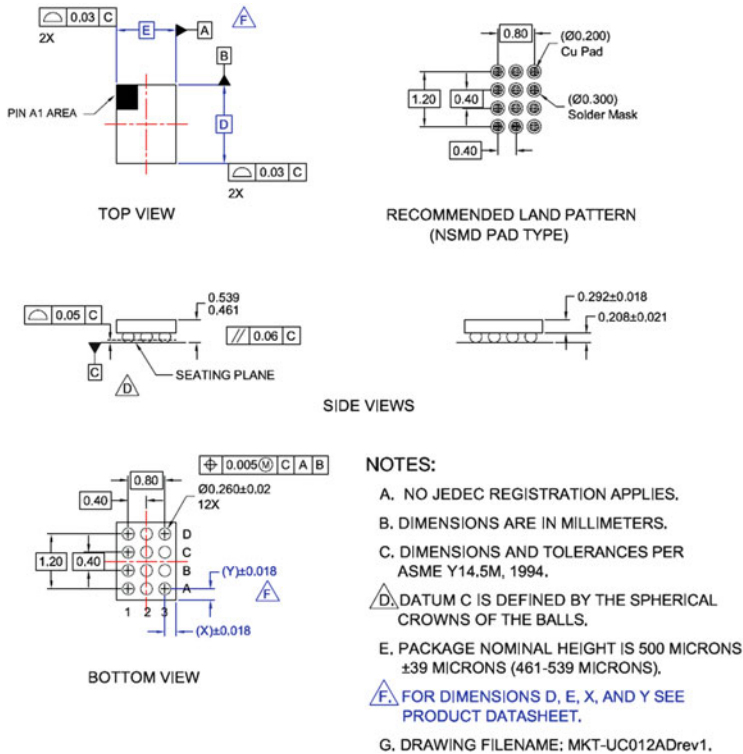 0.03 C
2X
E
A
F
B
PIN A1 AREA
D
0.03 C
2X
TOP VIEW
0.80
(Ø0.200)
Cu Pad
1.20
0.40
(Ø0.300)
Solder Mask
0.40
RECOMMENDED LAND PATTERN
(NSMD PAD TYPE)
0.05 C
0.539
0.461
// 0.06 C
C
D
SEATING PLANE
0.292±0.018
0.208±0.021
SIDE VIEWS
0.005Ⓜ C A B
0.80
0.40
Ø0.260±0.02
12X
1.20
0.40
D
C
B
A
1 2 3
(Y)±0.018
F
(X)±0.018
BOTTOM VIEW
NOTES:
A. NO JEDEC REGISTRATION APPLIES.
B. DIMENSIONS ARE IN MILLIMETERS.
C. DIMENSIONS AND TOLERANCES PER
ASME Y14.5M, 1994.
D. DATUM C IS DEFINED BY THE SPHERICAL
CROWNS OF THE BALLS.
E. PACKAGE NOMINAL HEIGHT IS 500 MICRONS
±39 MICRONS (461-539 MICRONS).
F. FOR DIMENSIONS D, E, X, AND Y SEE
PRODUCT DATASHEET.
G. DRAWING FILENAME: MKT-UC012ADrev1.